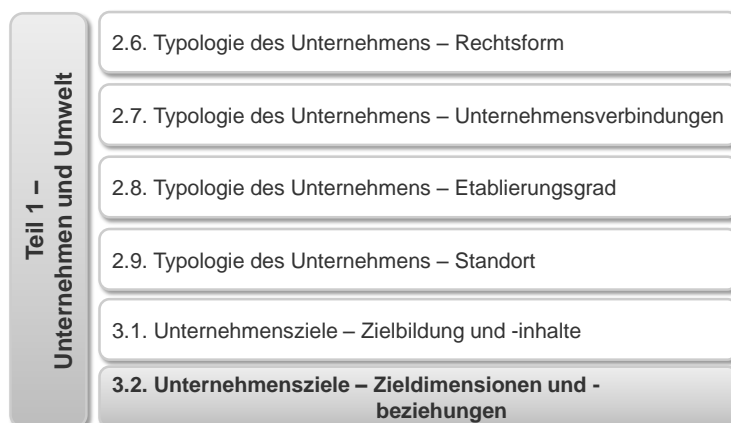 Teil 1 –
Unternehmen und Umwelt
2.6. Typologie des Unternehmens – Rechtsform
2.7. Typologie des Unternehmens – Unternehmensverbindungen
2.8. Typologie des Unternehmens – Etablierungsgrad
2.9. Typologie des Unternehmens – Standort
3.1. Unternehmensziele – Zielbildung und -inhalte
3.2. Unternehmensziele – Zieldimensionen und -
beziehungen